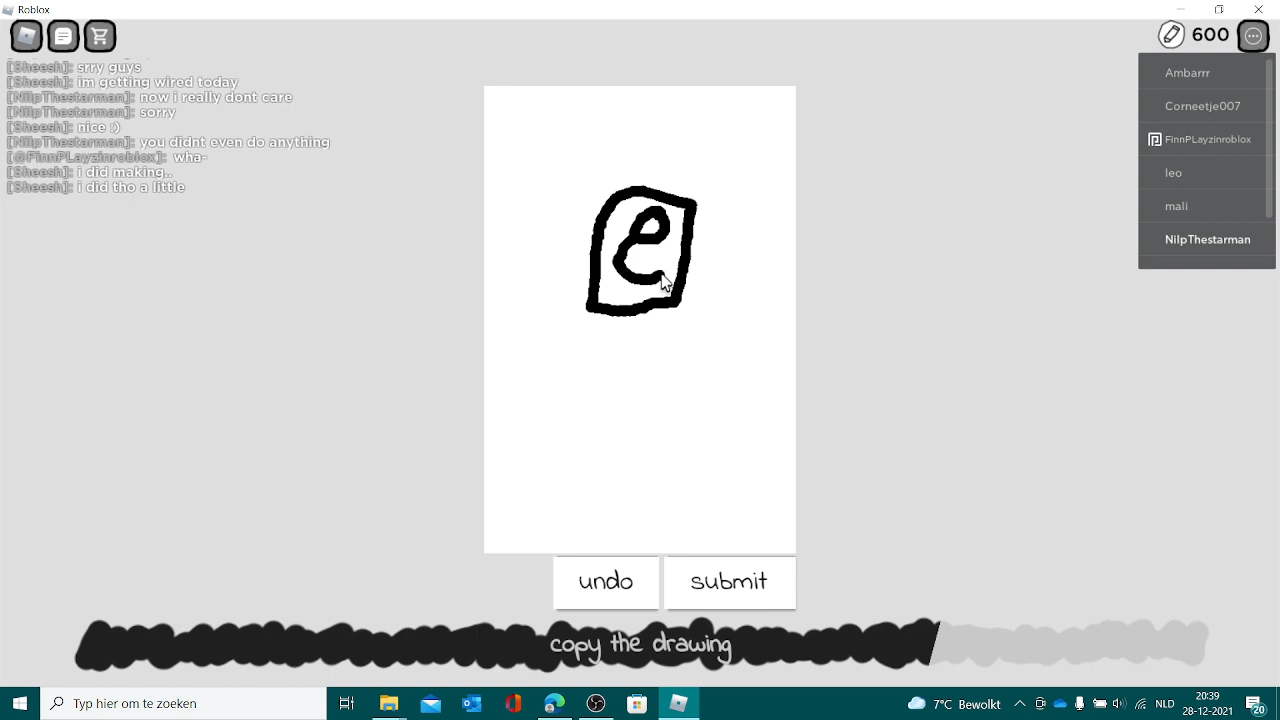 Roblox
600
[Sheesh]: srry guys
[Sheesh]: im getting wired today
[NilpThestarman]: now i really dont care
[NilpThestarman]: sorry
[Sheesh]: nice :)
[NilpThestarman]: you didnt even do anything
[@FinnPLayzinroblox]: wha-
[Sheesh]: i did making..
[Sheesh]: i did tho a little
Ambarrr
Corneetje007
FinnPLayzinroblox
leo
mali
NilpThestarman
e
undo
submit
copy the drawing
Typ hier om te zoeken
7°C Bewolkt
NLD
20:39
28-12-2021
20